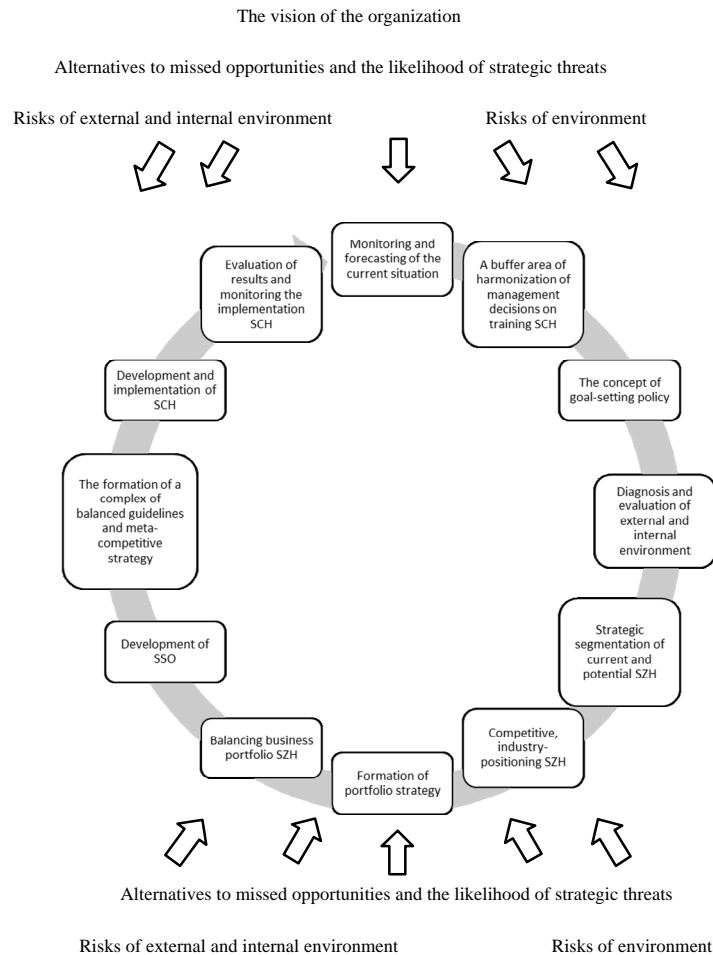 The vision of the organization
Alternatives to missed opportunities and the likelihood of strategic threats
Risks of external and internal environment
Risks of environment
Monitoring and
forecasting of the
current situation
A buffer area of
harmonization of
management
decisions on
training SCH
The concept of
goal-setting policy
Diagnosis and
evaluation of
external and
internal
environment
Strategic
segmentation of
current and
potential SZH
Competitive,
industry-
positioning SZH
Formation of
portfolio strategy
Balancing business
portfolio SZH
Development of
SSO
The formation of a
complex of
balanced guidelines
and meta-
competitive
strategy
Development and
implementation of
SCH
Evaluation of
results and
monitoring the
implementation
SCH
Alternatives to missed opportunities and the likelihood of strategic threats
Risks of external and internal environment
Risks of environment